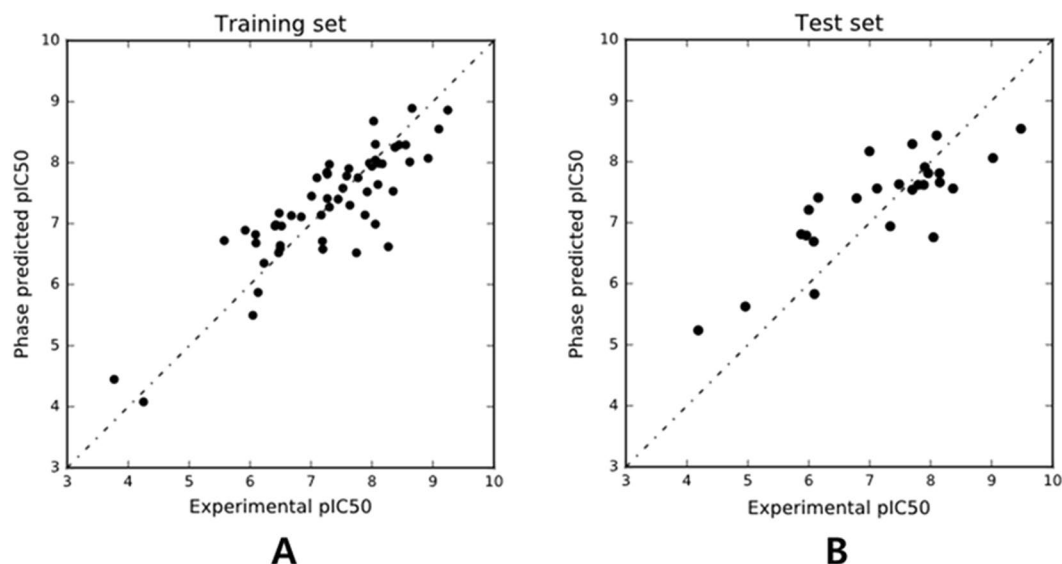 Training set
10
9
8
7
6
5
4
3
Phase predicted pIC50
3 4 5 6 7 8 9 10
Experimental pIC50
A
Test set
10
9
8
7
6
5
4
3
Phase predicted pIC50
3 4 5 6 7 8 9 10
Experimental pIC50
B